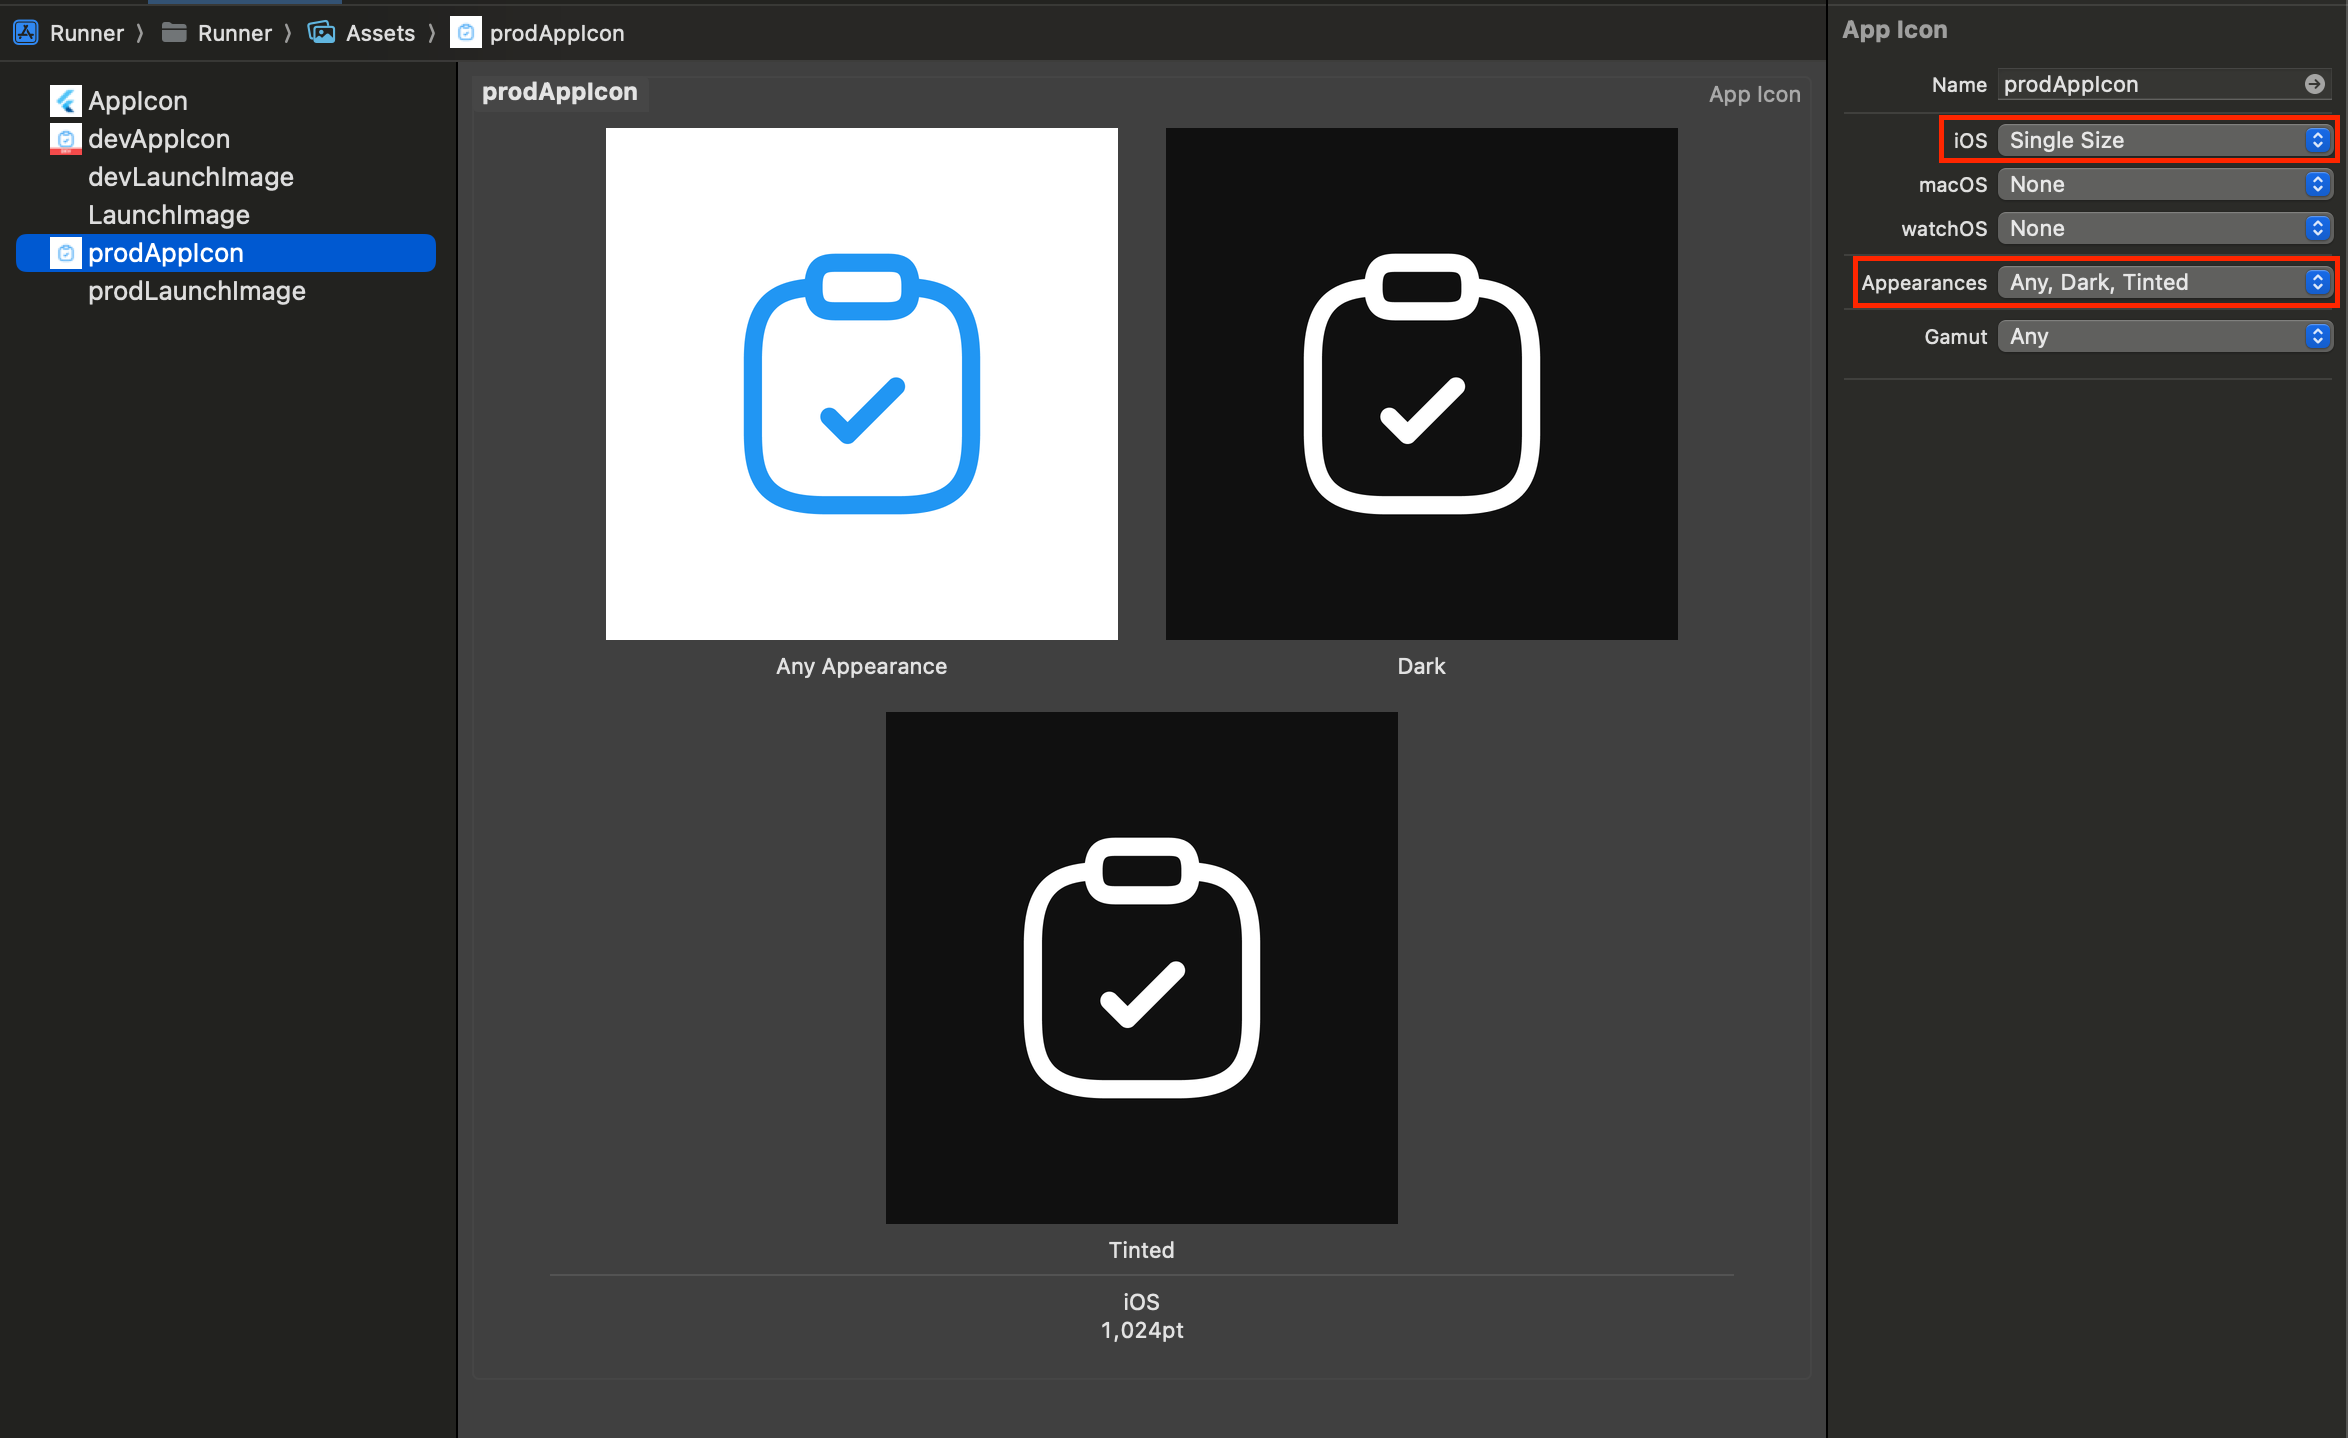 Runner 〉 Runner 〉 Assets 〉 prodAppIcon
AppIcon
devAppIcon
devLaunchImage
LaunchImage
prodAppIcon
prodLaunchImage
prodAppIcon
App Icon
Any Appearance
Dark
Tinted
iOS
1,024pt
App Icon
Name prodAppIcon
iOS Single Size
macOS None
watchOS None
Appearances Any, Dark, Tinted
Gamut Any